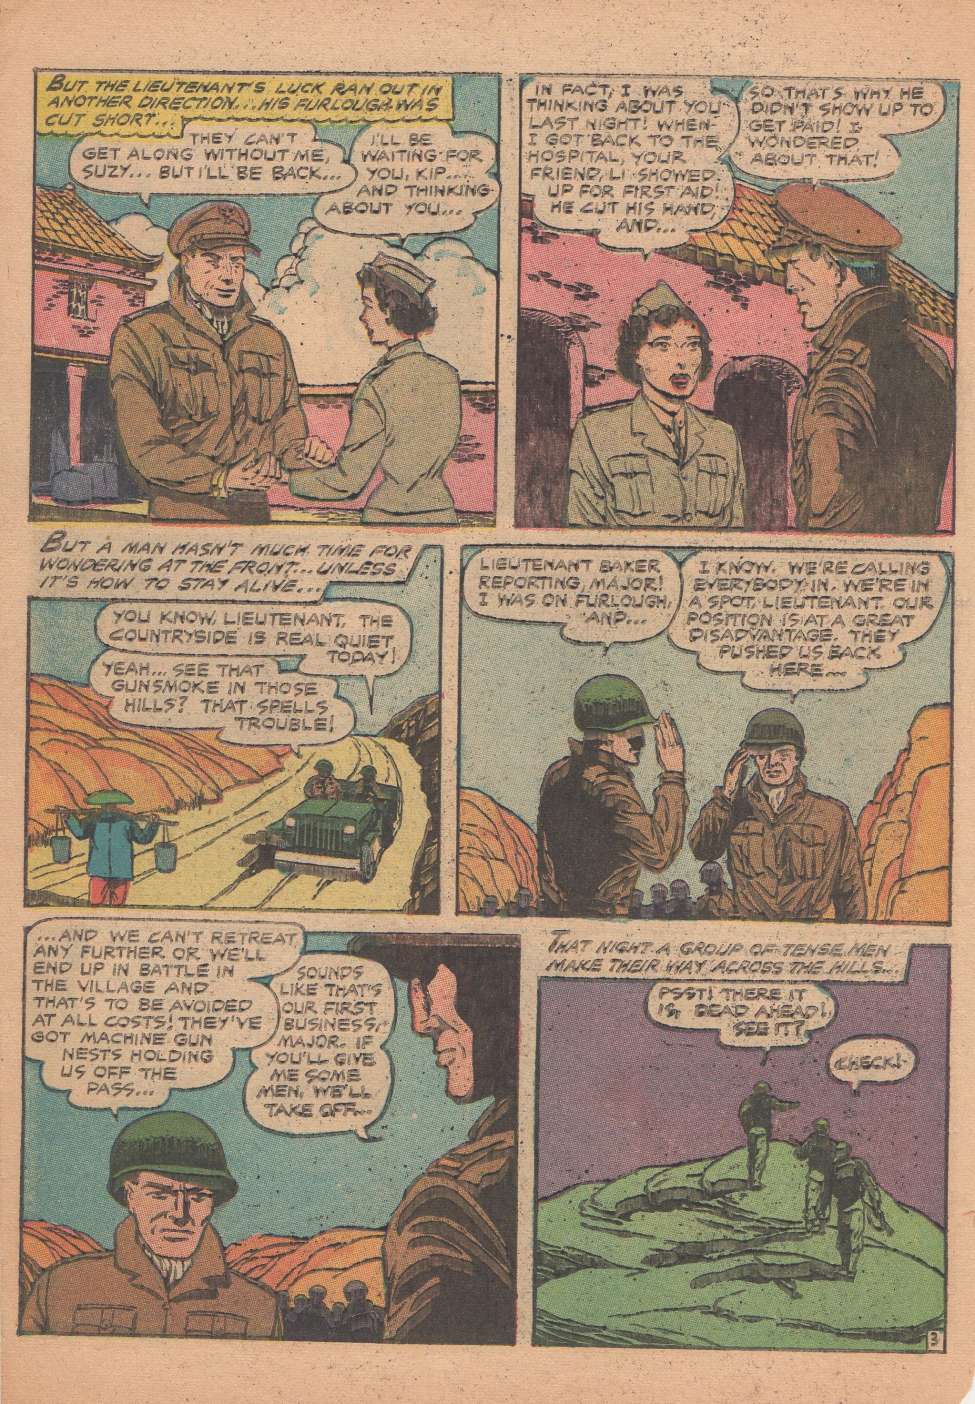 BUT THE LIEUTENANT'S LUCK RAN OUT IN
ANOTHER DIRECTION... HIS FURLOUGH WAS
CUT SHORT...
THEY CAN'T
GET ALONG WITHOUT ME,
SUZY... BUT I'LL BE BACK...
I'LL BE
WAITING FOR
YOU, KIP...
AND THINKING
ABOUT YOU...
IN FACT, I WAS
THINKING ABOUT YOU
LAST NIGHT! WHEN
I GOT BACK TO THE
HOSPITAL, YOUR
FRIEND, LI SHOWED
UP FOR FIRST AID!
HE CUT HIS HAND,
AND...
SO THAT'S WHY HE
DIDN'T SHOW UP TO
GET PAID! I
WONDERED
ABOUT THAT!
BUT A MAN HASN'T MUCH TIME FOR
WONDERING AT THE FRONT... UNLESS
IT'S HOW TO STAY ALIVE...
YOU KNOW, LIEUTENANT, THE
COUNTRYSIDE IS REAL QUIET
TODAY!
YEAH... SEE THAT
GUNSMOKE IN THOSE
HILLS? THAT SPELLS
TROUBLE!
LIEUTENANT BAKER
REPORTING, MAJOR!
I WAS ON FURLOUGH,
AND...
I KNOW. WE'RE CALLING
EVERYBODY IN. WE'RE IN
A SPOT, LIEUTENANT. OUR
POSITION IS AT A GREAT
DISADVANTAGE. THEY
PUSHED US BACK
HERE...
...AND WE CAN'T RETREAT
ANY FURTHER OR WE'LL
END UP IN BATTLE IN
THE VILLAGE AND
THAT'S TO BE AVOIDED
AT ALL COSTS! THEY'VE
GOT MACHINE GUN
NESTS HOLDING
US OFF THE
PASS...
SOUNDS
LIKE THAT'S
OUR FIRST
BUSINESS,
MAJOR. IF
YOU'LL GIVE
ME SOME
MEN, WE'LL
TAKE OFF...
THAT NIGHT A GROUP OF TENSE MEN
MAKE THEIR WAY ACROSS THE HILLS...
PSST! THERE IT
IS, DEAD AHEAD!
SEE IT?
CHECK!
3